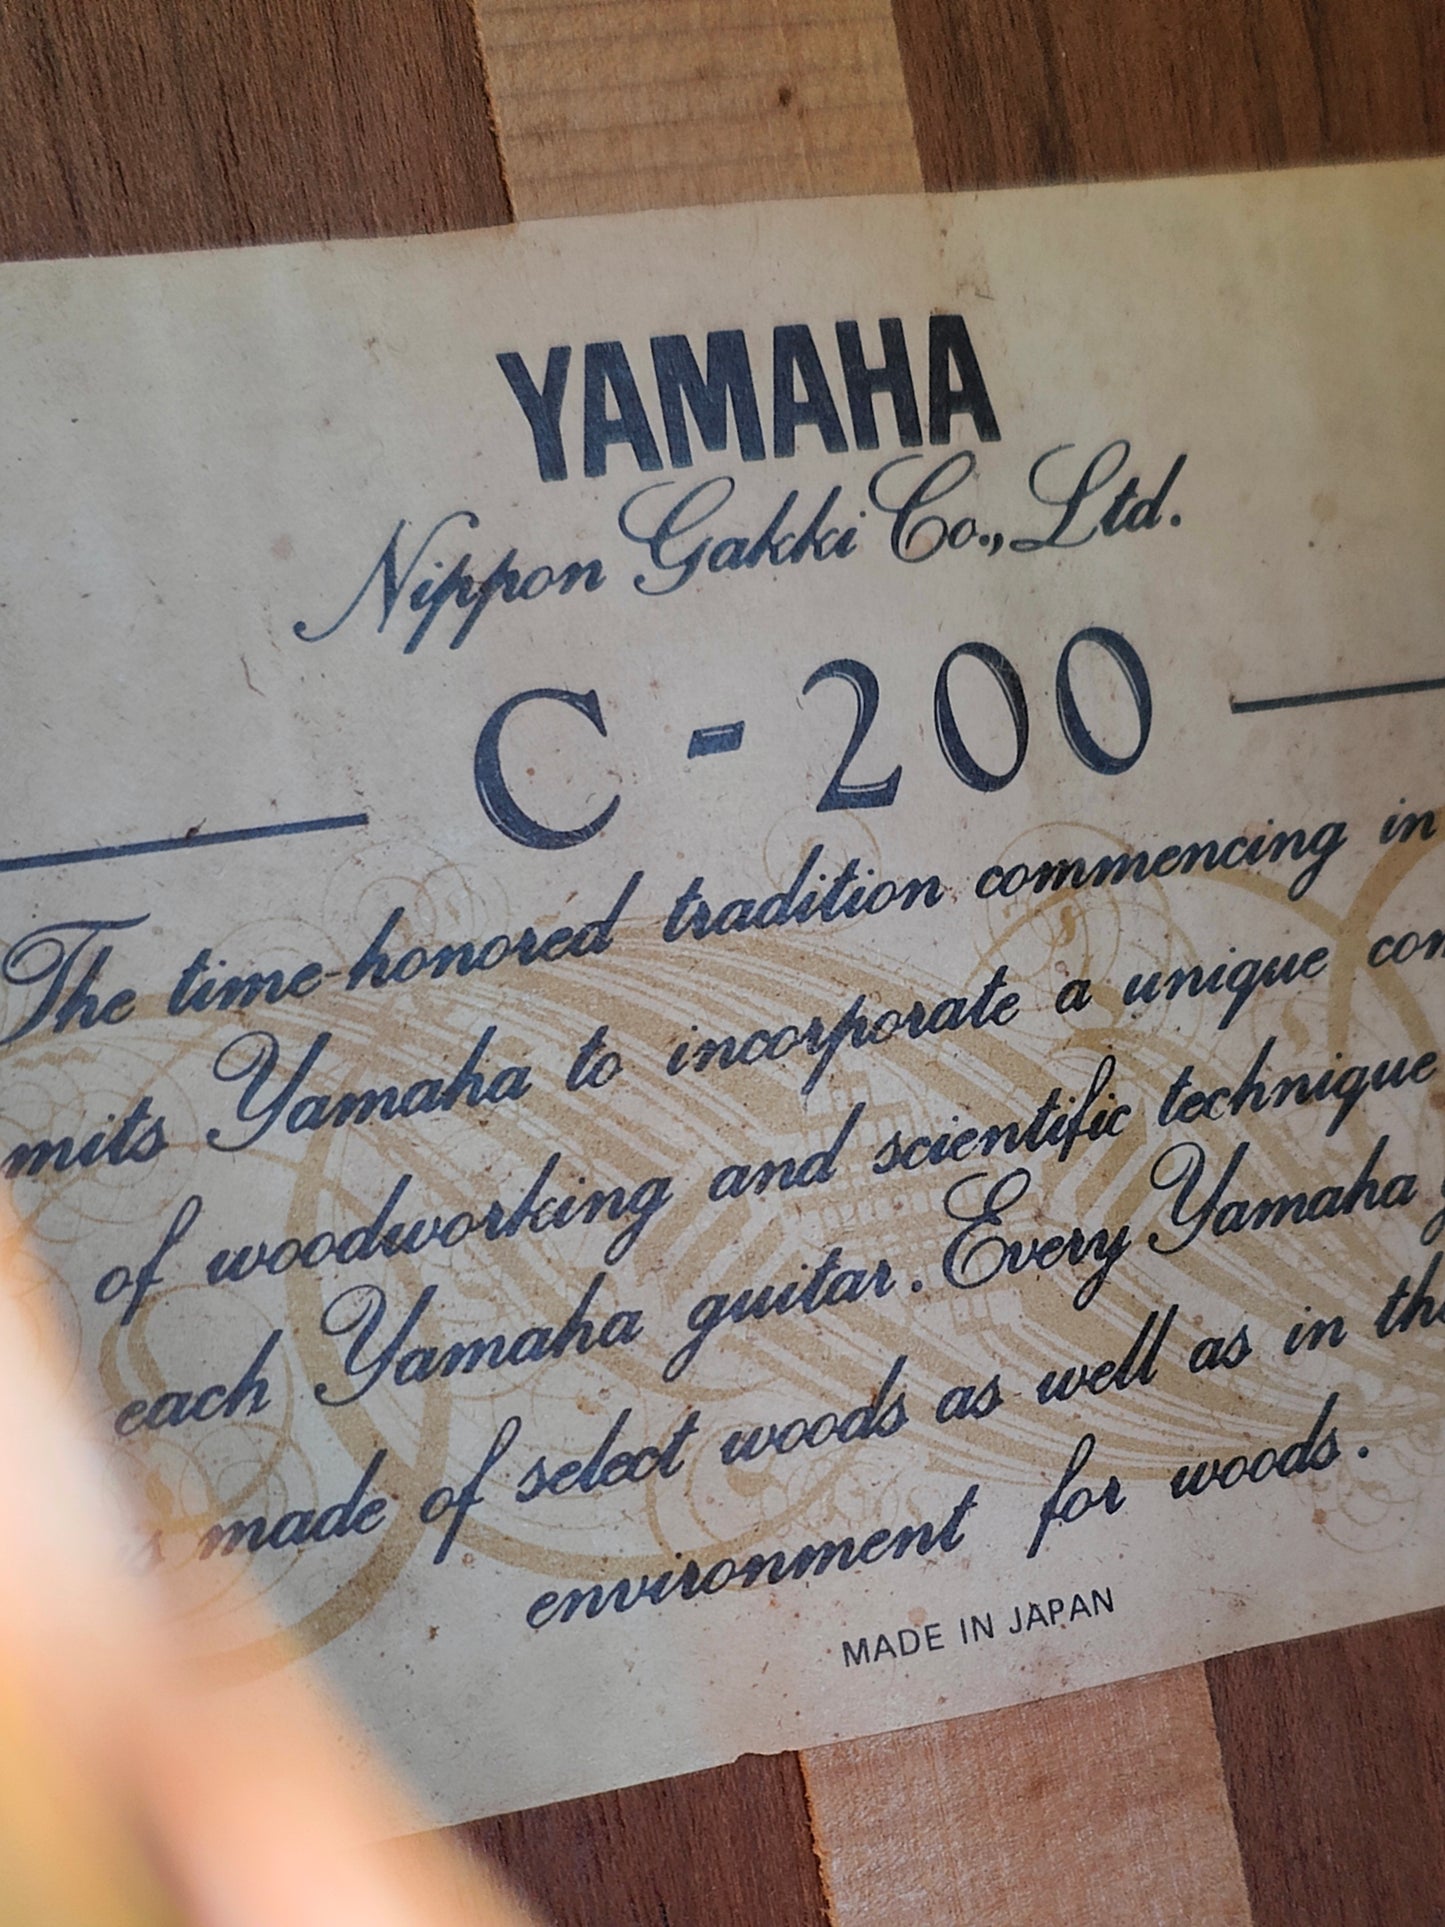 YAMAHA
Nippon Gakki Co., Ltd.
C - 200
The time-honored tradition commencing in
mits Yamaha to incorporate a unique
of woodworking and scientific technique
each Yamaha guitar. Every Yamaha
made of select woods as well as in
environment for woods.
MADE IN JAPAN